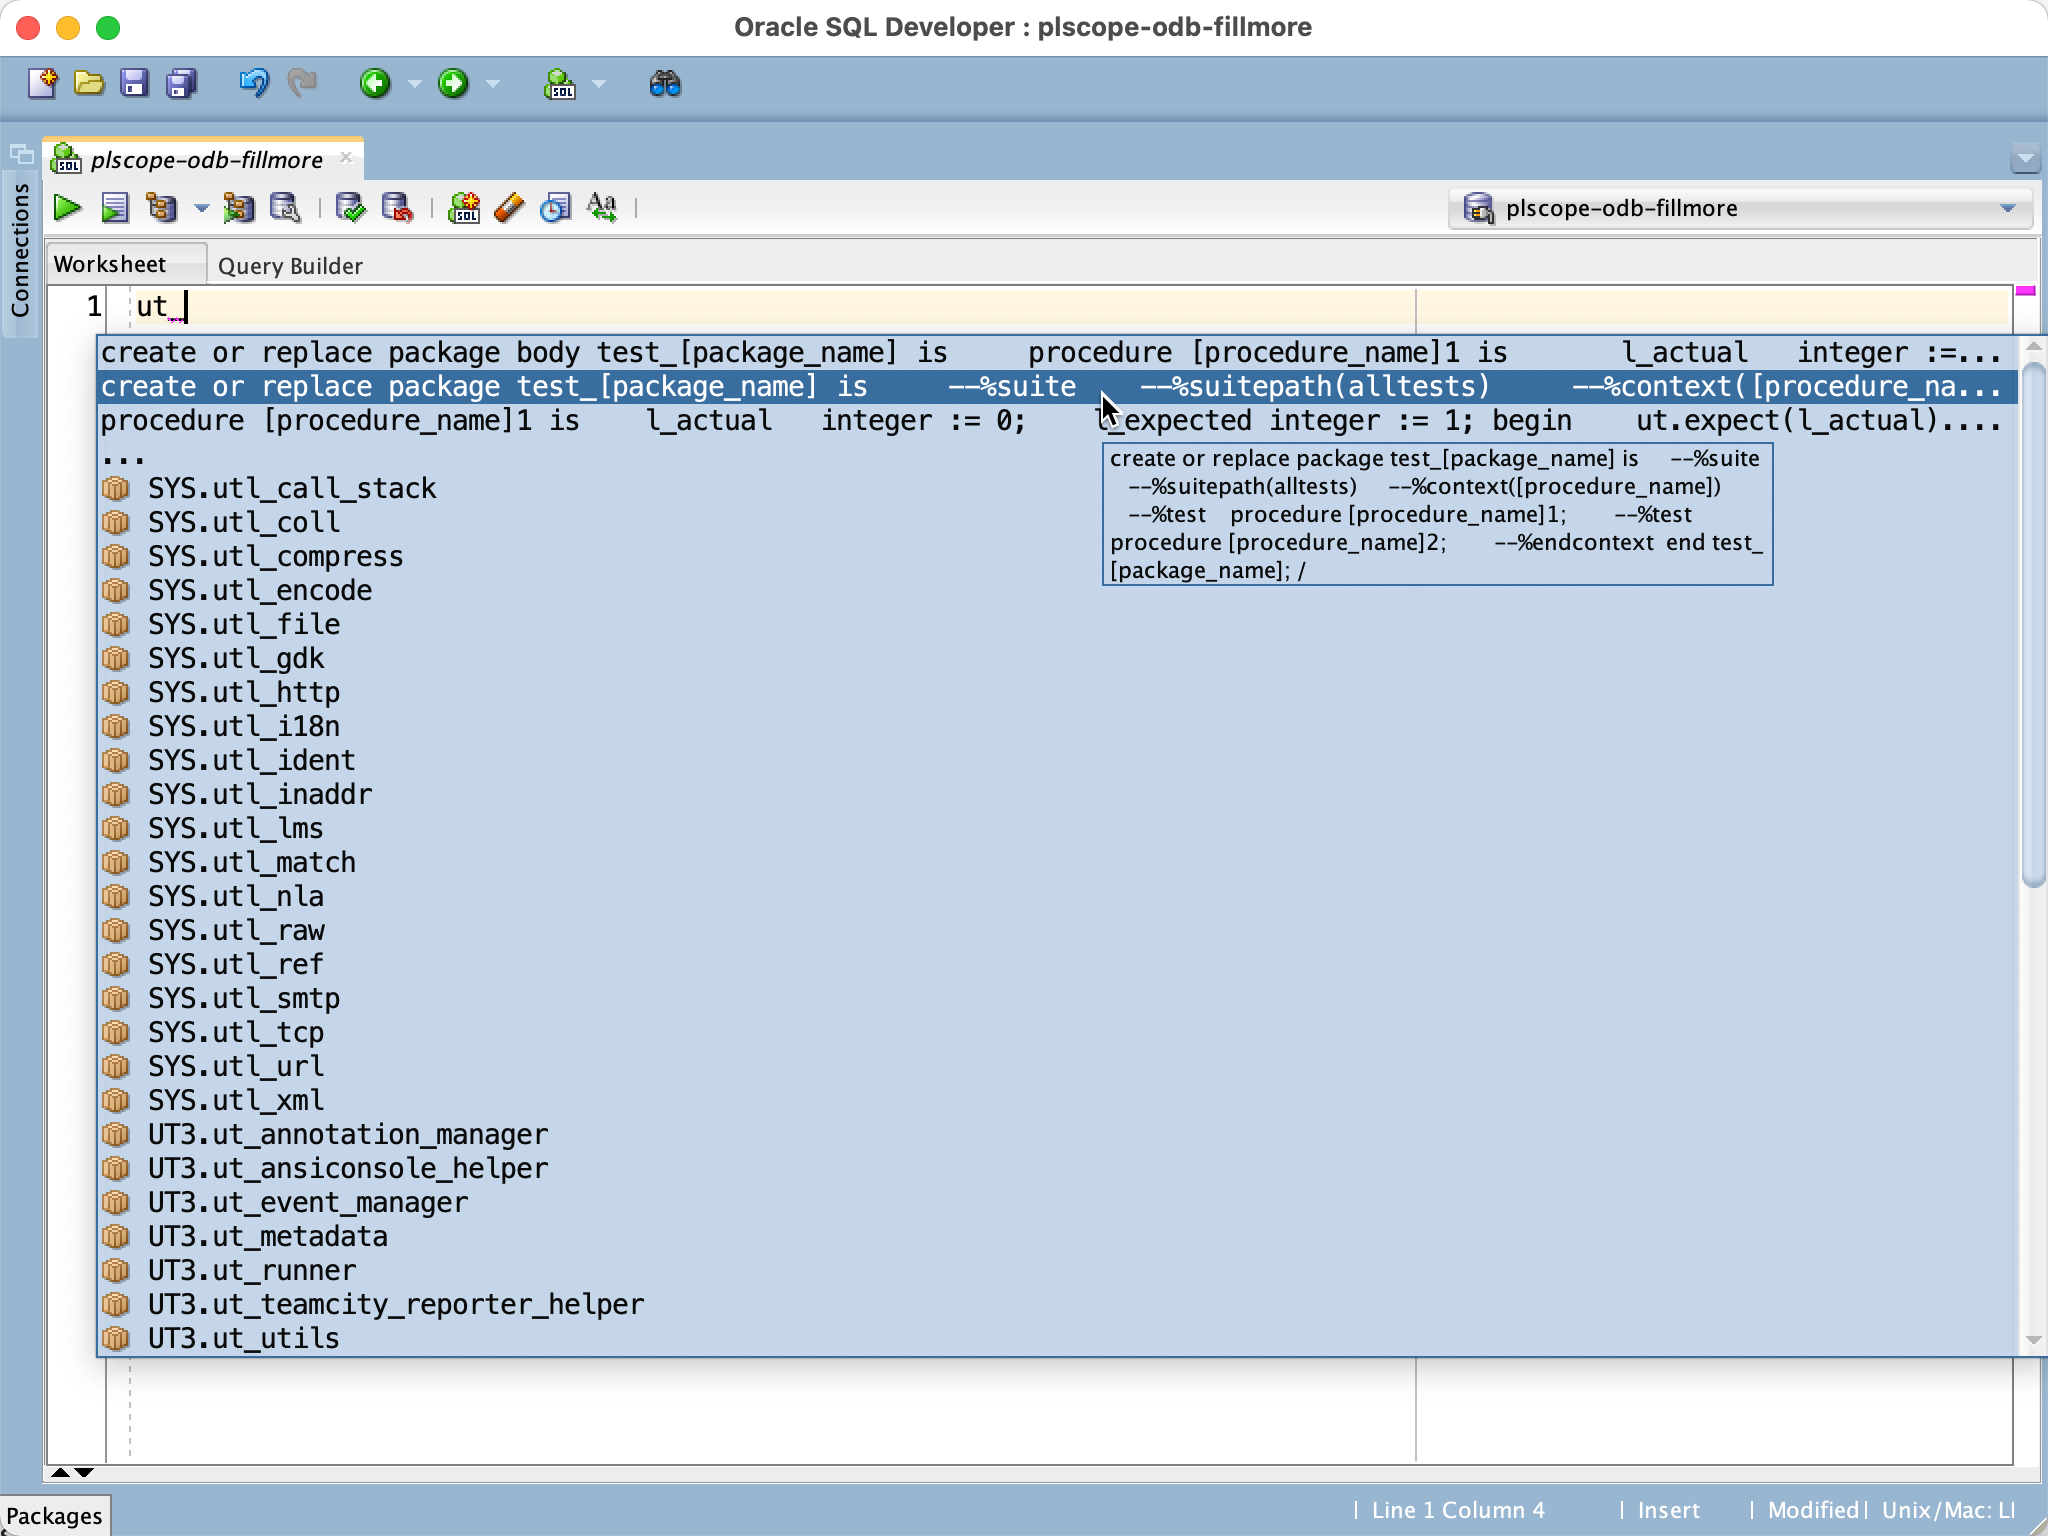 Oracle SQL Developer : plscope-odb-fillmore
SQL
Connections
SQL
plscope-odb-fillmore
SQL
Aa
plscope-odb-fillmore
Worksheet
Query Builder
1
ut_
create or replace package body test_[package_name] is procedure [procedure_name]1 is l_actual integer :=...
create or replace package test_[package_name] is --%suite --%suitepath(alltests) --%context([procedure_na...
procedure [procedure_name]1 is l_actual integer := 0; l_expected integer := 1; begin ut.expect(l_actual)....
...
create or replace package test_[package_name] is --%suite
--%suitepath(alltests) --%context([procedure_name])
--%test procedure [procedure_name]1; --%test
procedure [procedure_name]2; --%endcontext end test_
[package_name]; /
SYS.utl_call_stack
SYS.utl_coll
SYS.utl_compress
SYS.utl_encode
SYS.utl_file
SYS.utl_gdk
SYS.utl_http
SYS.utl_i18n
SYS.utl_ident
SYS.utl_inaddr
SYS.utl_lms
SYS.utl_match
SYS.utl_nla
SYS.utl_raw
SYS.utl_ref
SYS.utl_smtp
SYS.utl_tcp
SYS.utl_url
SYS.utl_xml
UT3.ut_annotation_manager
UT3.ut_ansiconsole_helper
UT3.ut_event_manager
UT3.ut_metadata
UT3.ut_runner
UT3.ut_teamcity_reporter_helper
UT3.ut_utils
Packages
| Line 1 Column 4 | Insert | Modified | Unix/Mac: LI